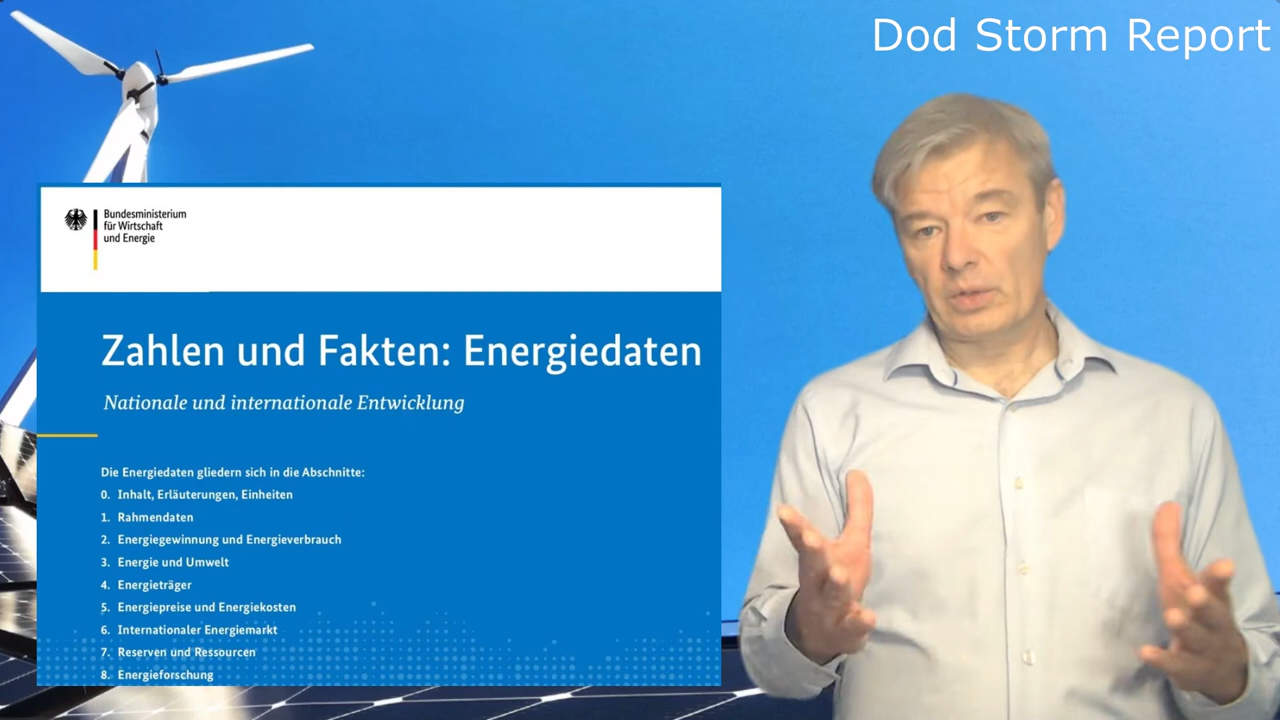 Dod Storm Report
Bundesministerium
für Wirtschaft
und Energie
Zahlen und Fakten: Energiedaten
Nationale und internationale Entwicklung
Die Energiedaten gliedern sich in die Abschnitte:
0. Inhalt, Erläuterungen, Einheiten
1. Rahmendaten
2. Energiegewinnung und Energieverbrauch
3. Energie und Umwelt
4. Energieträger
5. Energiepreise und Energiekosten
6. Internationaler Energiemarkt
7. Reserven und Ressourcen
8. Energieforschung